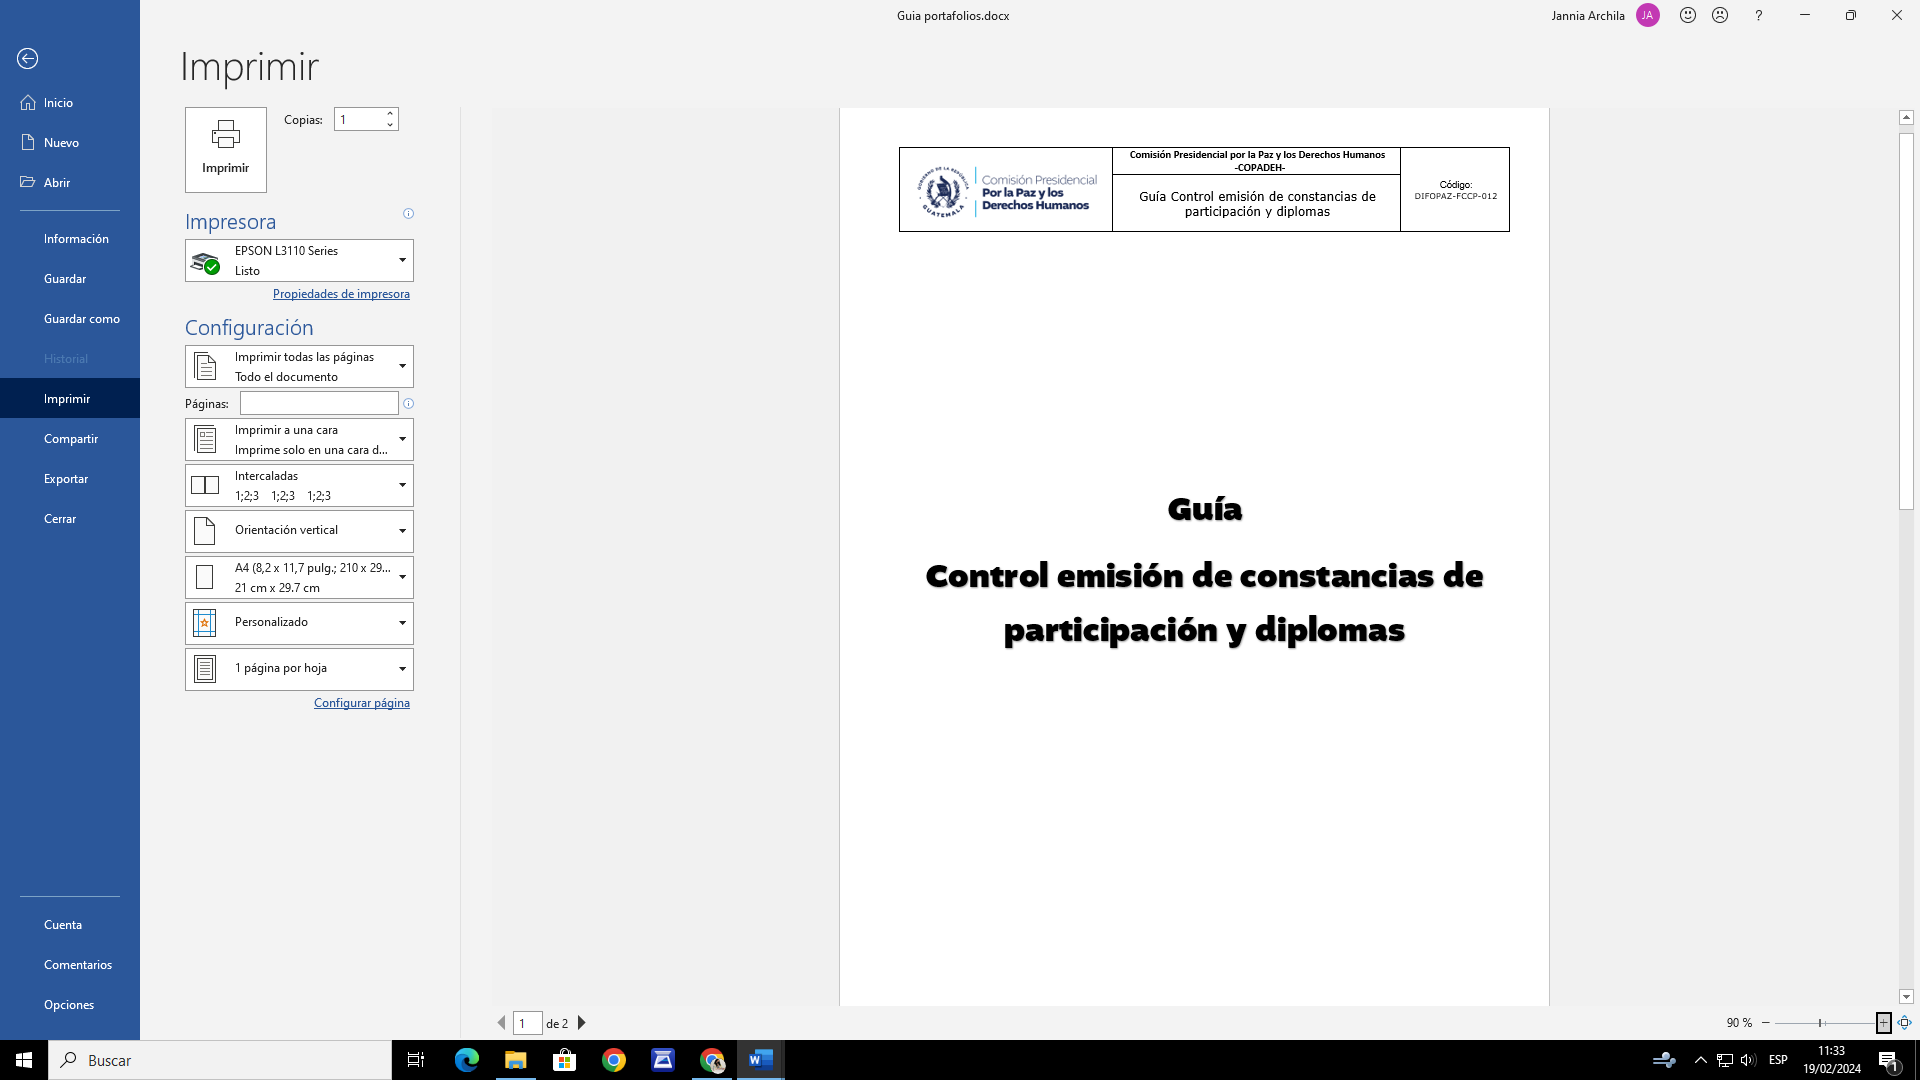 Guia portafolios.docx
Jannia Archila
JA
?
Imprimir
Inicio
Nuevo
Abrir
Información
Guardar
Guardar como
Historial
Imprimir
Compartir
Exportar
Cerrar
Cuenta
Comentarios
Opciones
Imprimir
Copias:
1
Impresora
EPSON L3110 Series
Listo
Propiedades de impresora
Configuración
Imprimir todas las páginas
Todo el documento
Páginas:
Imprimir a una cara
Imprime solo en una cara d...
Intercaladas
1;2;3    1;2;3    1;2;3
Orientación vertical
A4 (8,2 x 11,7 pulg.; 210 x 29...
21 cm x 29.7 cm
Personalizado
1 página por hoja
Configurar página
GOBIERNO DE LA REPÚBLICA
GUATEMALA
Comisión Presidencial
Por la Paz y los
Derechos Humanos
Comisión Presidencial por la Paz y los Derechos Humanos
-COPADEH-
Guía Control emisión de constancias de
participación y diplomas
Código:
DIFOPAZ-FCCP-012
Guía
Control emisión de constancias de
participación y diplomas
1 de 2
90 %
Buscar
ESP
11:33
19/02/2024
1